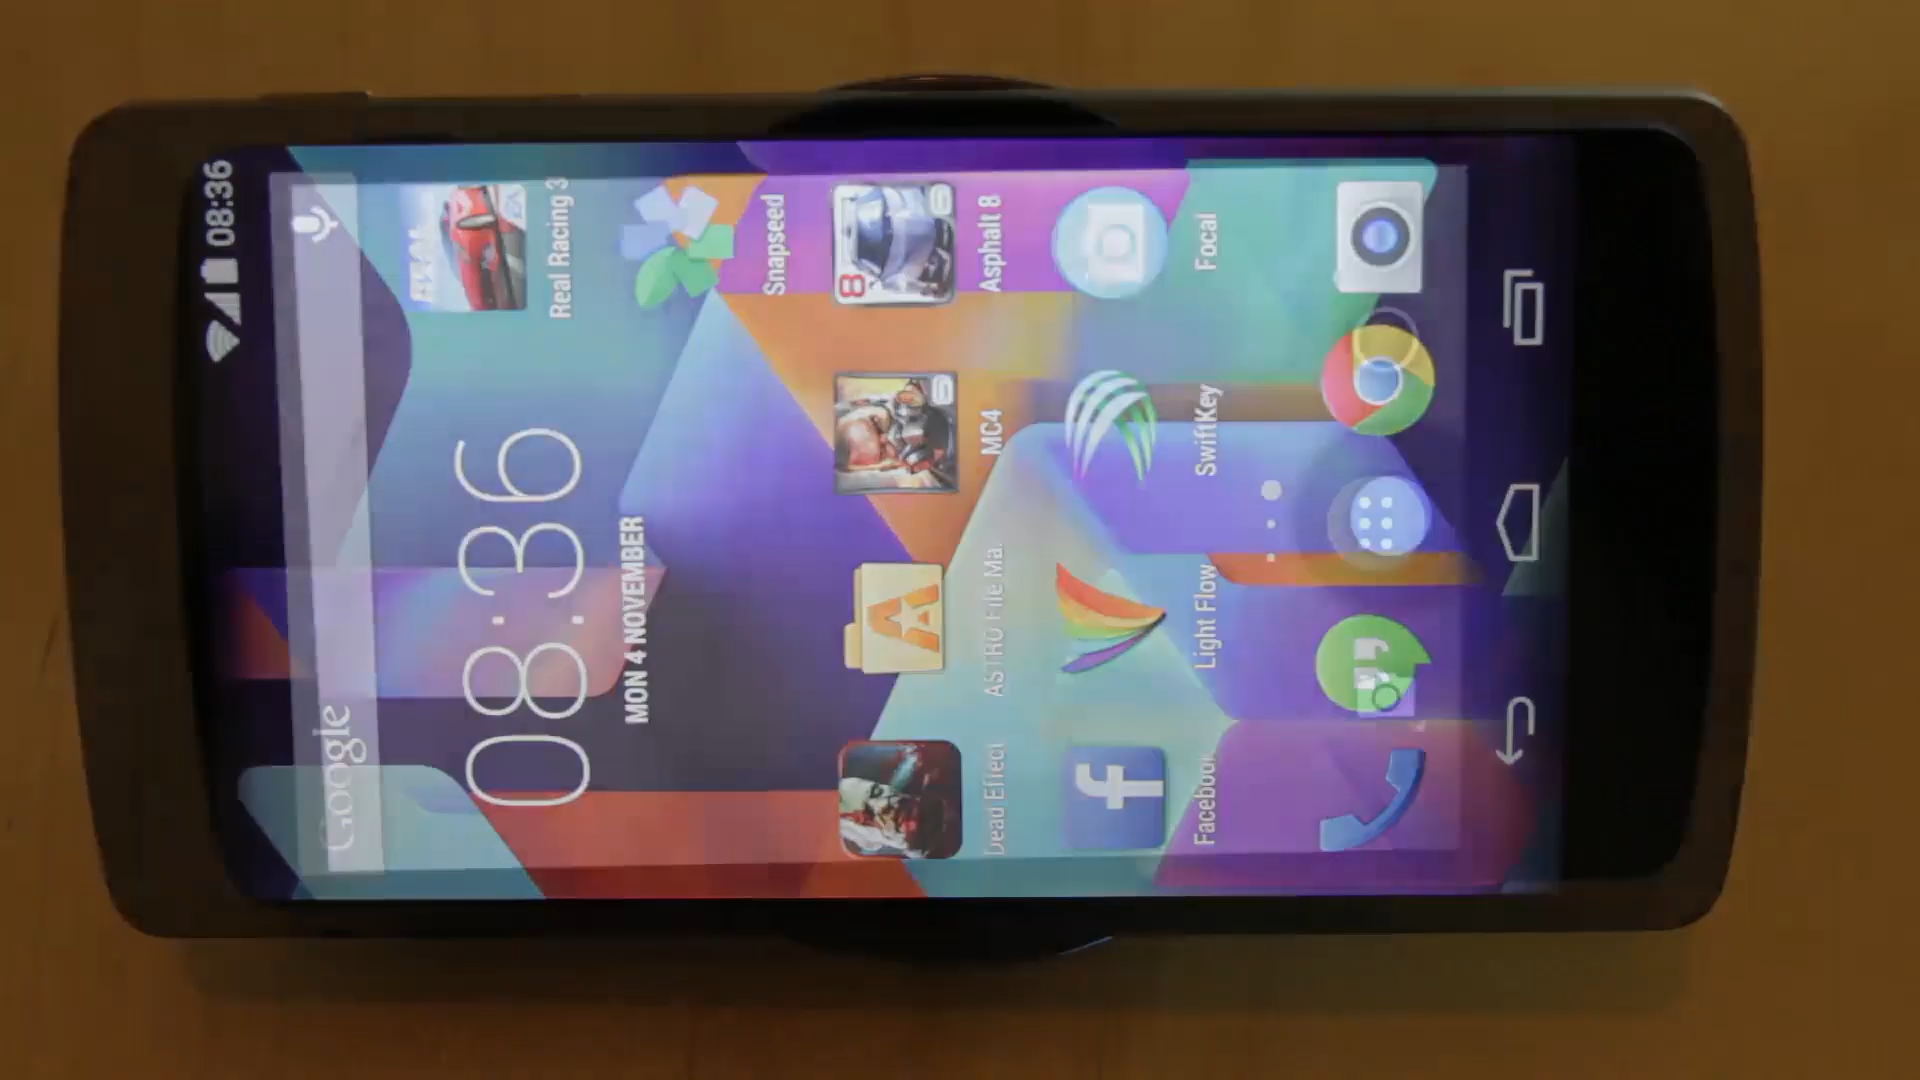 08:36
Google
Real Racing 3
08:36
MON 4 NOVEMBER
Snapseed
Dead Effect
ASTRO File Ma.
MC4
Asphalt 8
8
Facebook
Light Flow
SwiftKey
Focal